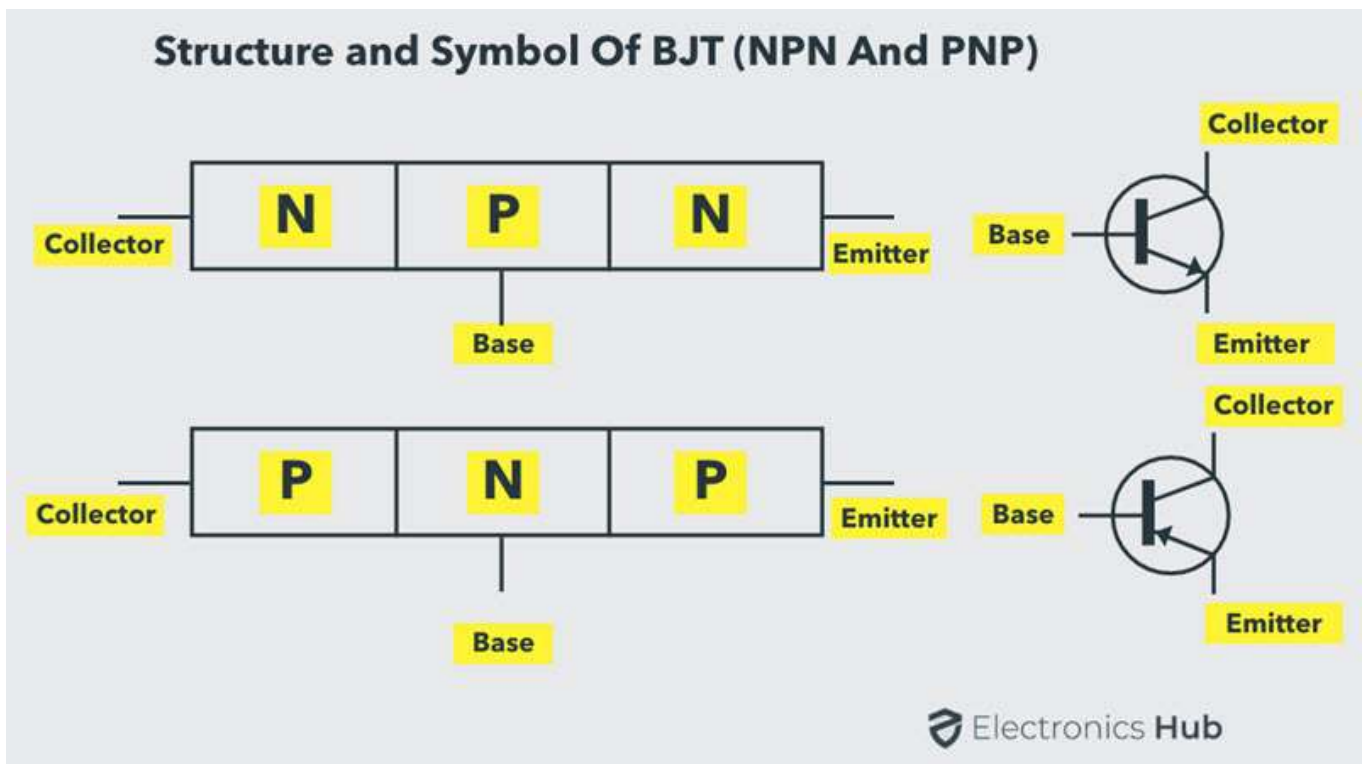 Structure and Symbol Of BJT (NPN And PNP)
Collector
N P N
Collector
Emitter
Base
Base
Emitter
Collector
P N P
Collector
Emitter
Base
Base
Emitter
Electronics Hub